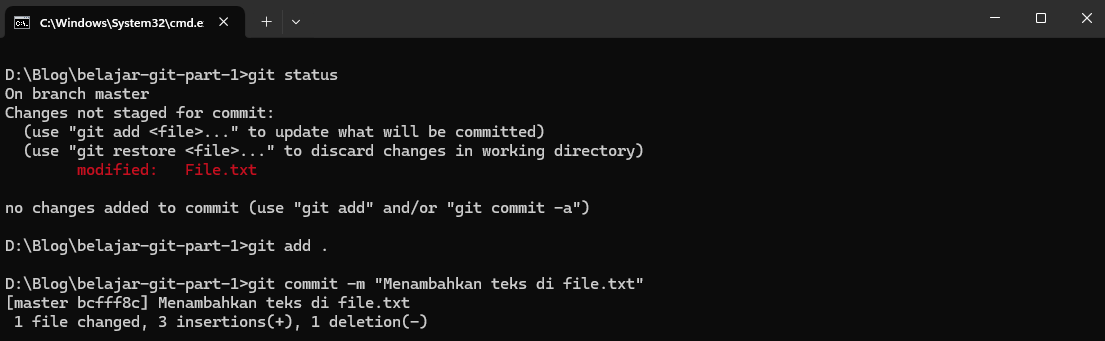 C:\Windows\System32\cmd.e
D:\Blog\belajar-git-part-1>git status
On branch master
Changes not staged for commit:
  (use "git add <file>..." to update what will be committed)
  (use "git restore <file>..." to discard changes in working directory)
        modified:   File.txt
no changes added to commit (use "git add" and/or "git commit -a")
D:\Blog\belajar-git-part-1>git add .
D:\Blog\belajar-git-part-1>git commit -m "Menambahkan teks di file.txt"
[master bcfff8c] Menambahkan teks di file.txt
 1 file changed, 3 insertions(+), 1 deletion(-)